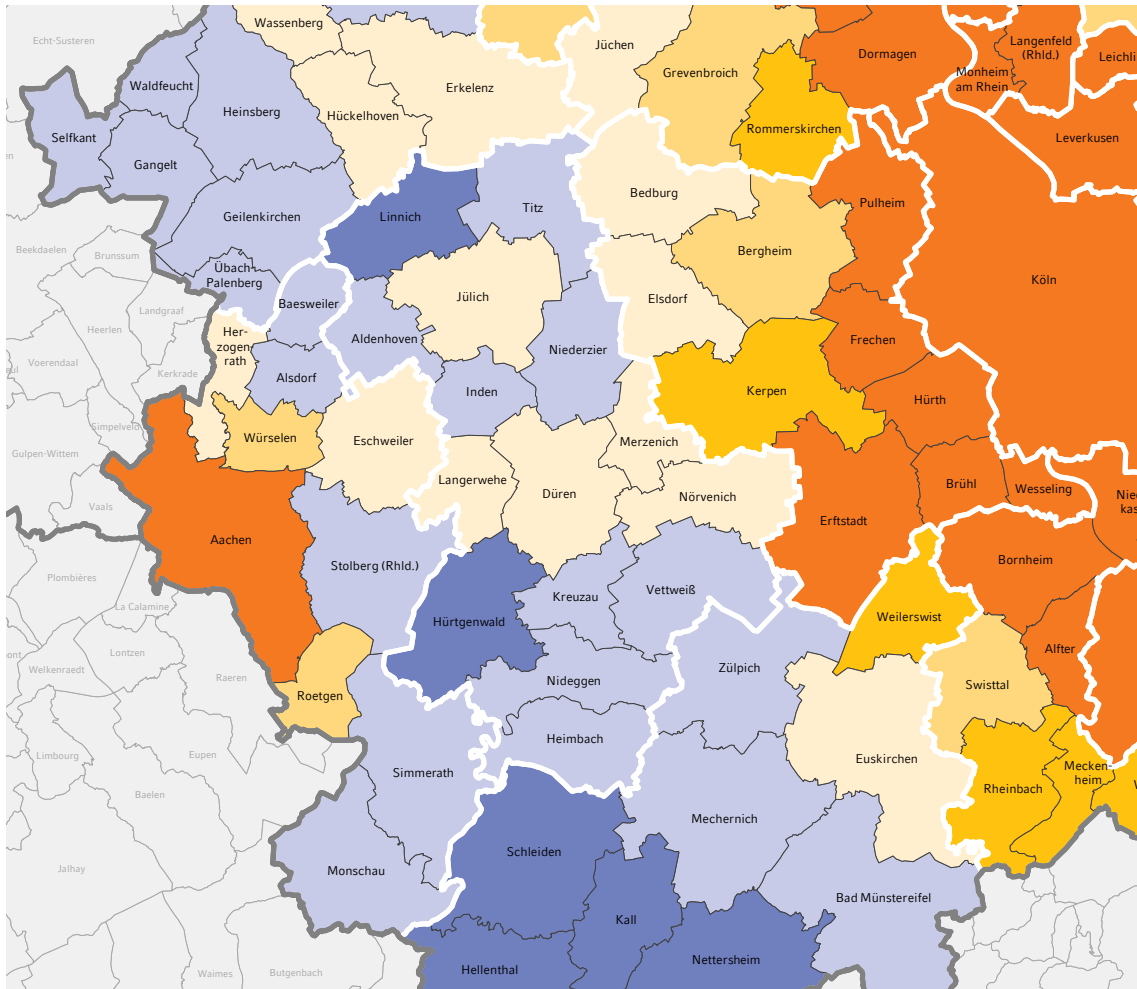 Wassenberg
Echt-Susteren
Jüchen
Langenfeld
(Rhld.)
Dormagen
Leichli
Erkelenz
Grevenbroich
Monheim
am Rhein
Waldfeucht
Heinsberg
Hückelhoven
Rommerskirchen
Selfkant
Leverkusen
Gangelt
Bedburg
Pulheim
Geilenkirchen
Linnich
Titz
Beekdaelen
Brunssum
Bergheim
Übach-
Palenberg
Köln
Jülich
Elsdorf
Baesweiler
Landgraaf
Heerlen
Her-
zogen-
rath
Aldenhoven
Frechen
Niederzier
Voerendaal
Kerkrade
Alsdorf
Inden
Kerpen
Hürth
Simpelveld
Würselen
Eschweiler
Merzenich
Gulpen-Wittem
Langerwehe
Düren
Nörvenich
Brühl
Wesseling
Nied
kas
Vaals
Erftstadt
Aachen
Bornheim
Stolberg (Rhld.)
Plombières
Kreuzau
Vettweiß
La Calamine
Hürtgenwald
Weilerswist
Lontzen
Alfter
Welkenraedt
Zülpich
Raeren
Nideggen
Swisttal
Roetgen
Heimbach
Limbourg
Eupen
Euskirchen
Simmerath
Mecken-
heim
Rheinbach
Baelen
Mechernich
Schleiden
Jalhay
Monschau
Bad Münstereifel
Kall
Nettersheim
Hellenthal
Waimes
Butgenbach